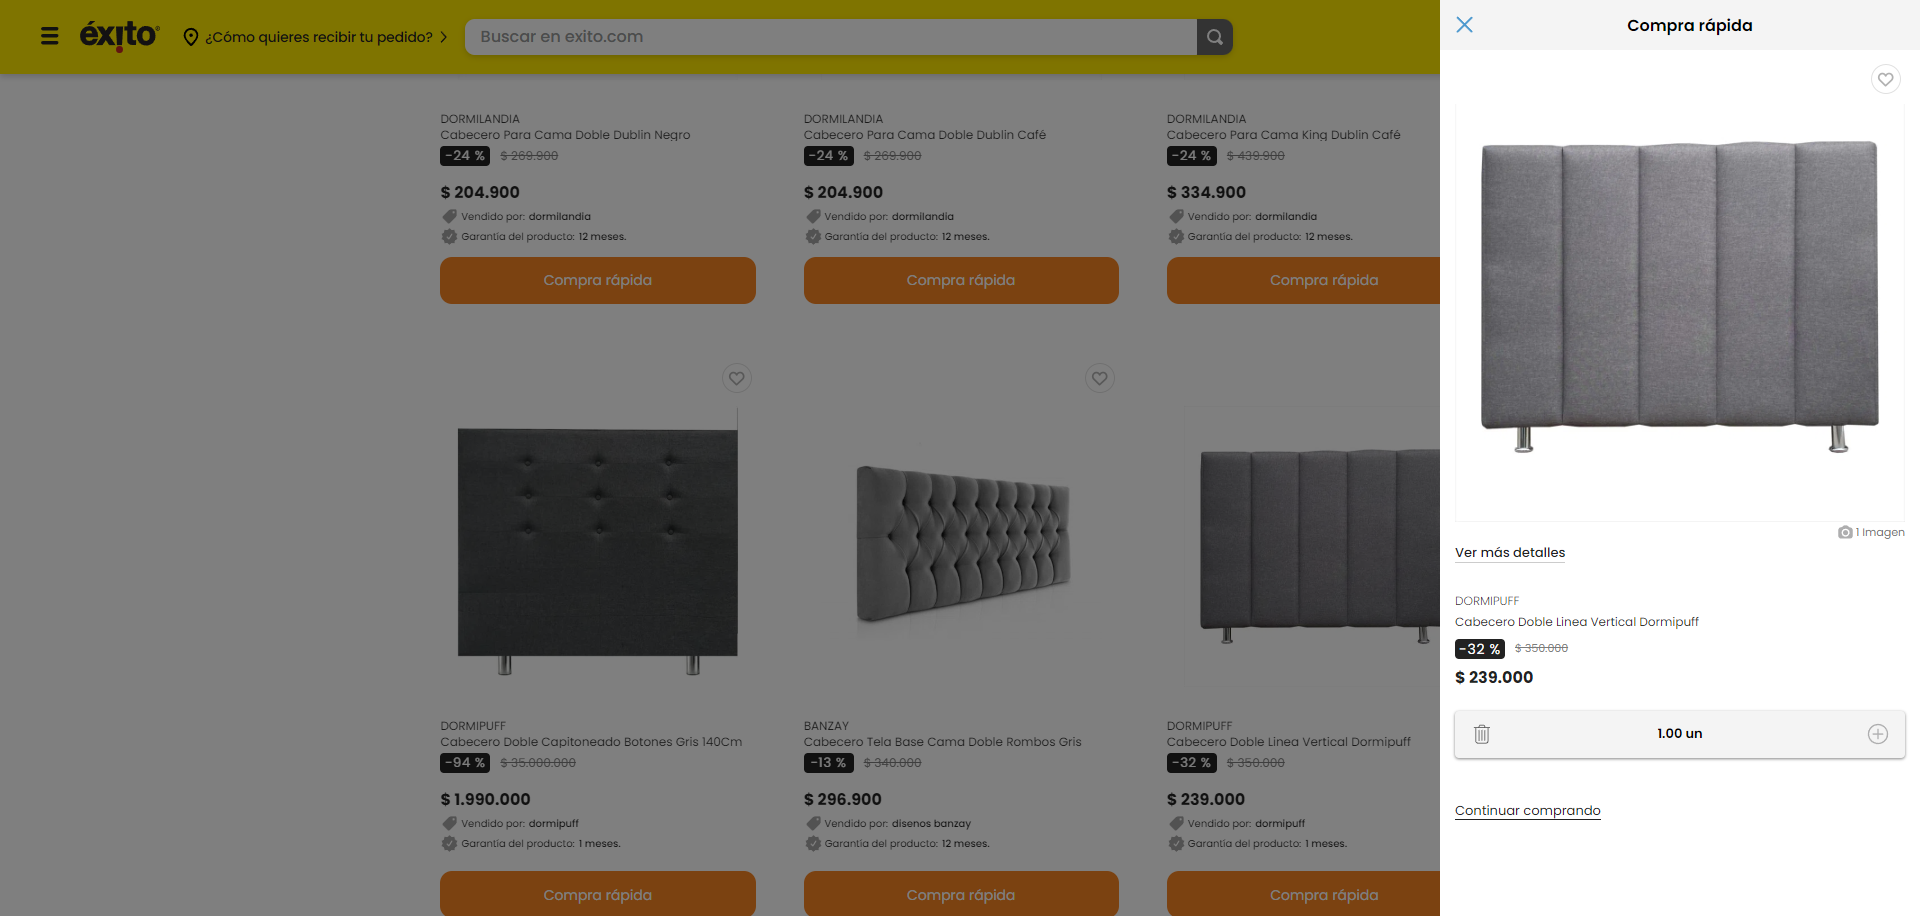 éxito
¿Cómo quieres recibir tu pedido?
Buscar en exito.com
DORMILANDIA
Cabecero Para Cama Doble Dublin Negro
-24 % $ 269.900
$ 204.900
Vendido por: dormilandia
Garantía del producto: 12 meses.
Compra rápida
DORMILANDIA
Cabecero Para Cama Doble Dublin Café
-24 % $ 269.900
$ 204.900
Vendido por: dormilandia
Garantía del producto: 12 meses.
Compra rápida
DORMILANDIA
Cabecero Para Cama King Dublin Café
-24 % $ 439.900
$ 334.900
Vendido por: dormilandia
Garantía del producto: 12 meses.
Compra rápida
DORMIPUFF
Cabecero Doble Capitoneado Botones Gris 140Cm
-94 % $ 35.000.000
$ 1.990.000
Vendido por: dormipuff
Garantía del producto: 1 meses.
Compra rápida
BANZAY
Cabecero Tela Base Cama Doble Rombos Gris
-13 % $ 340.000
$ 296.900
Vendido por: disenos banzay
Garantía del producto: 12 meses.
Compra rápida
DORMIPUFF
Cabecero Doble Linea Vertical Dormipuff
-32 % $ 350.000
$ 239.000
Vendido por: dormipuff
Garantía del producto: 1 meses.
Compra rápida
Compra rápida
1 Imagen
Ver más detalles
DORMIPUFF
Cabecero Doble Linea Vertical Dormipuff
-32 % $ 350.000
$ 239.000
1.00 un
Continuar comprando